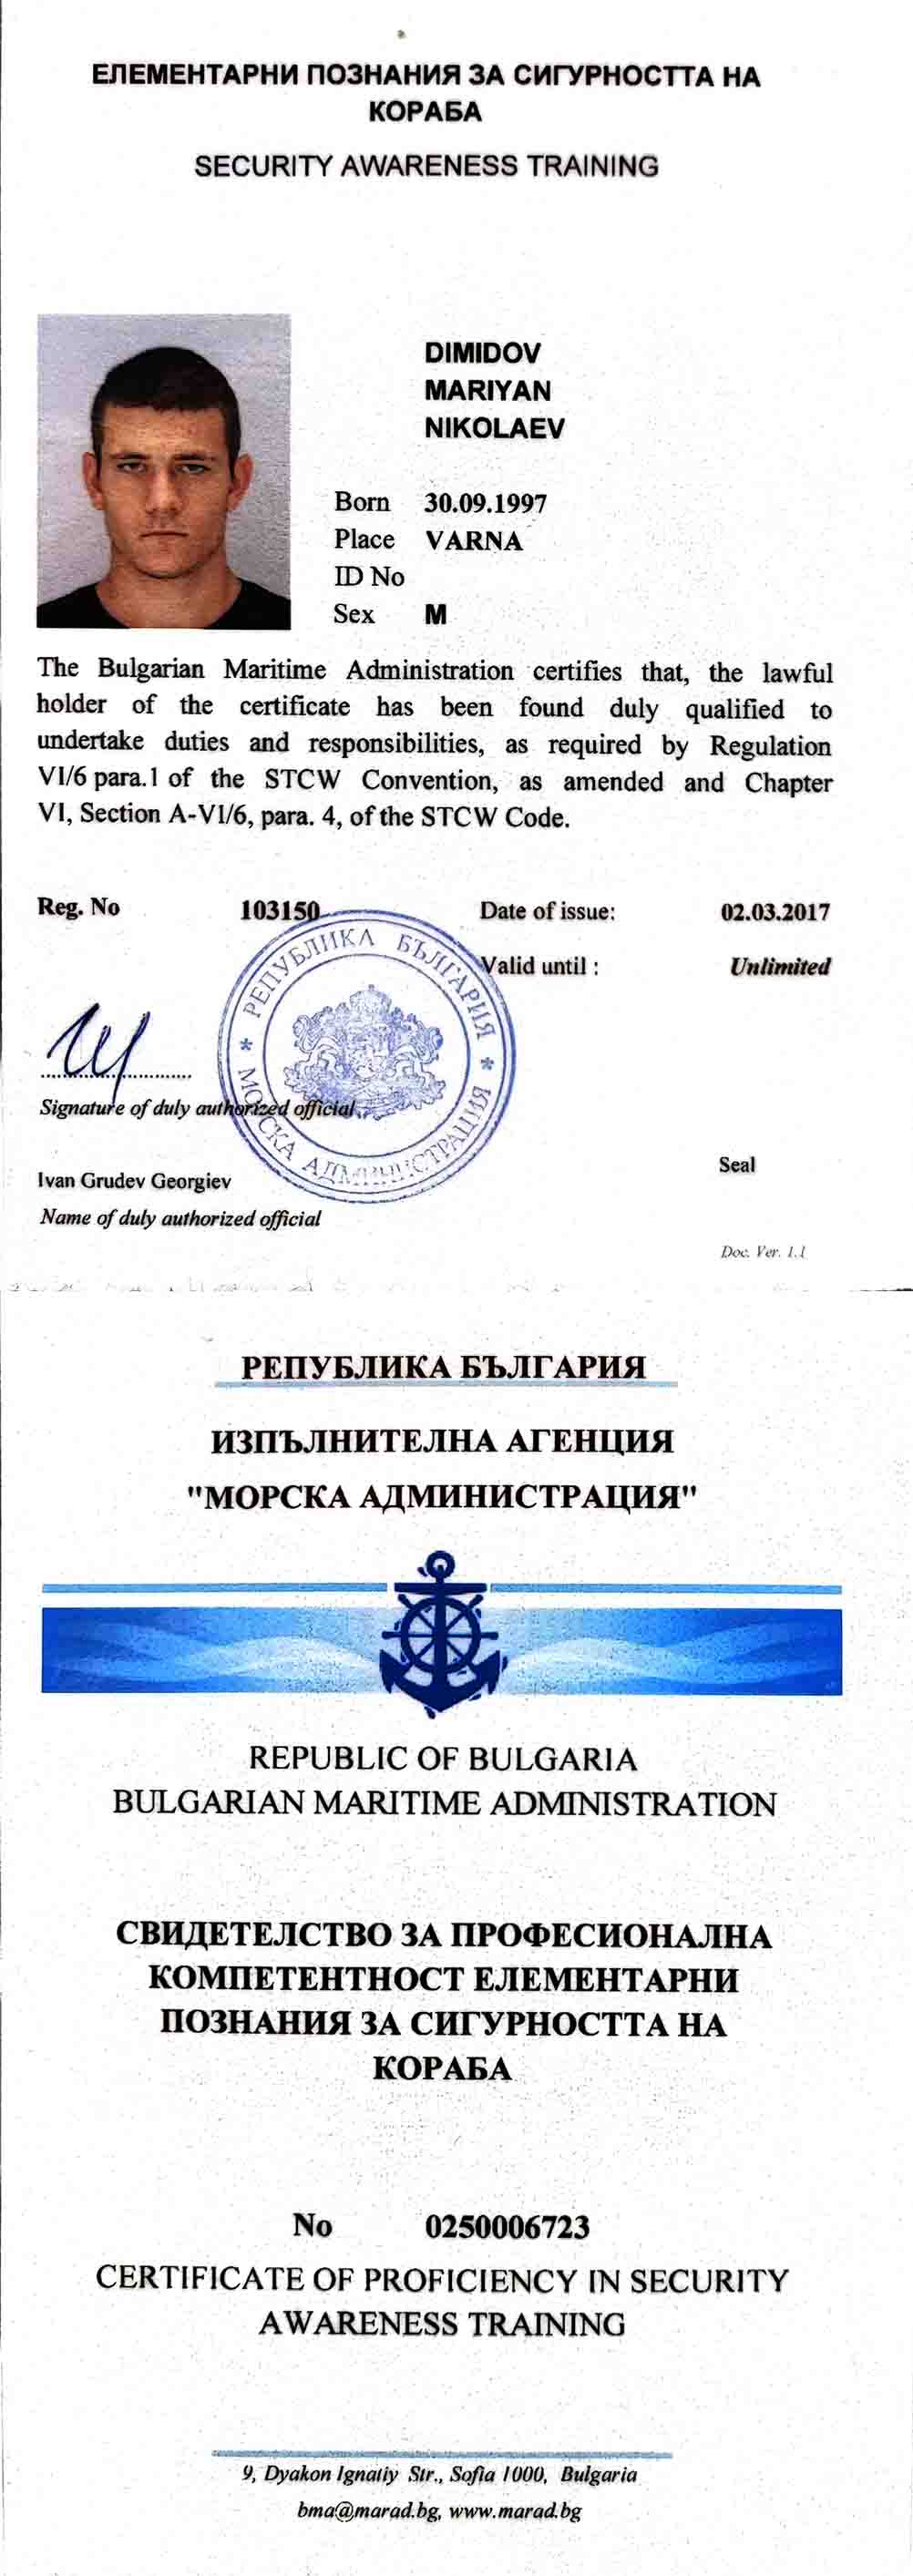 ЕЛЕМЕНТАРНИ ПОЗНАНИЯ ЗА СИГУРНОСТТА НА
КОРАБА
SECURITY AWARENESS TRAINING
DIMIDOV
MARIYAN
NIKOLAEV
Born 30.09.1997
Place VARNA
ID No
Sex M
The Bulgarian Maritime Administration certifies that, the lawful
holder of the certificate has been found duly qualified to
undertake duties and responsibilities, as required by Regulation
VI/6 para.1 of the STCW Convention, as amended and Chapter
VI, Section A-VI/6, para. 4, of the STCW Code.
Reg. No 103150 Date of issue: 02.03.2017
Valid until : Unlimited
РЕПУБЛИКА БЪЛГАРИЯ
МОРСКА АДМИНИСТРАЦИЯ
Signature of duly authorized official
Seal
Ivan Grudev Georgiev
Name of duly authorized official
Doc. Ver. 1.1
РЕПУБЛИКА БЪЛГАРИЯ
ИЗПЪЛНИТЕЛНА АГЕНЦИЯ
"МОРСКА АДМИНИСТРАЦИЯ"
REPUBLIC OF BULGARIA
BULGARIAN MARITIME ADMINISTRATION
СВИДЕТЕЛСТВО ЗА ПРОФЕСИОНАЛНА
КОМПЕТЕНТНОСТ ЕЛЕМЕНТАРНИ
ПОЗНАНИЯ ЗА СИГУРНОСТТА НА
КОРАБА
No 0250006723
CERTIFICATE OF PROFICIENCY IN SECURITY
AWARENESS TRAINING
9, Dyakon Ignatiy Str., Sofia 1000, Bulgaria
bma@marad.bg, www.marad.bg